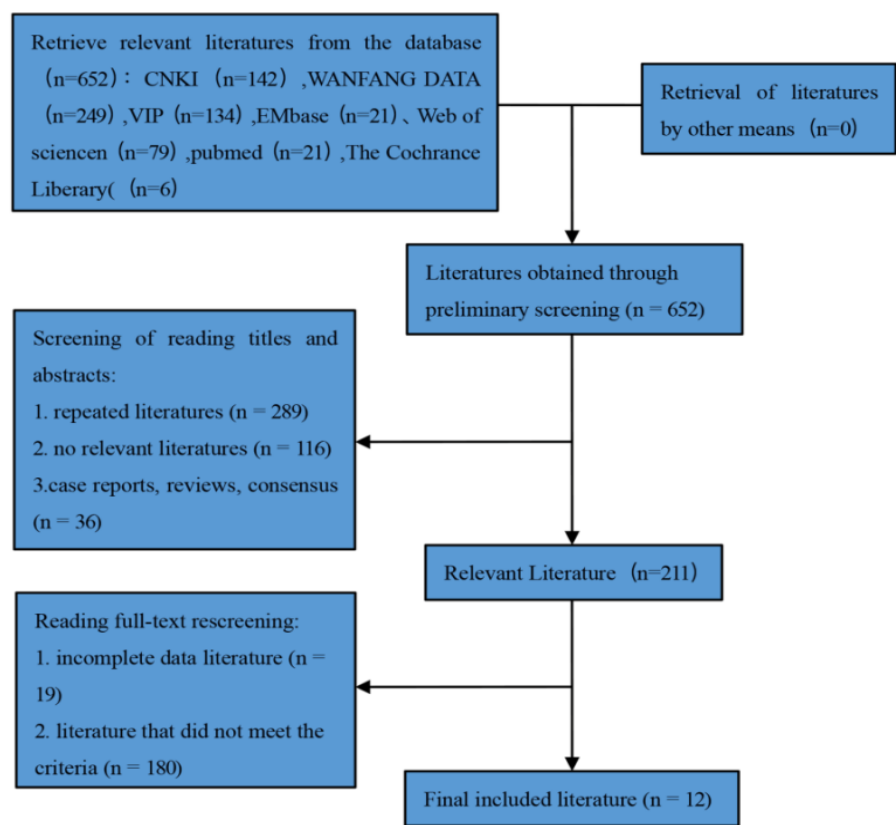 Retrieve relevant literatures from the database
（n=652）： CNKI（n=142）,WANFANG DATA
（n=249）,VIP（n=134）,EMbase（n=21）、Web of
sciencen（n=79）,pubmed（n=21）,The Cochrance
Liberary(（n=6)
Retrieval of literatures
by other means（n=0）
Literatures obtained through
preliminary screening (n = 652)
Screening of reading titles and
abstracts:
1. repeated literatures (n = 289)
2. no relevant literatures (n = 116)
3.case reports, reviews, consensus
(n = 36)
Relevant Literature（n=211）
Reading full-text rescreening:
1. incomplete data literature (n =
19)
2. literature that did not meet the
criteria (n = 180)
Final included literature (n = 12)